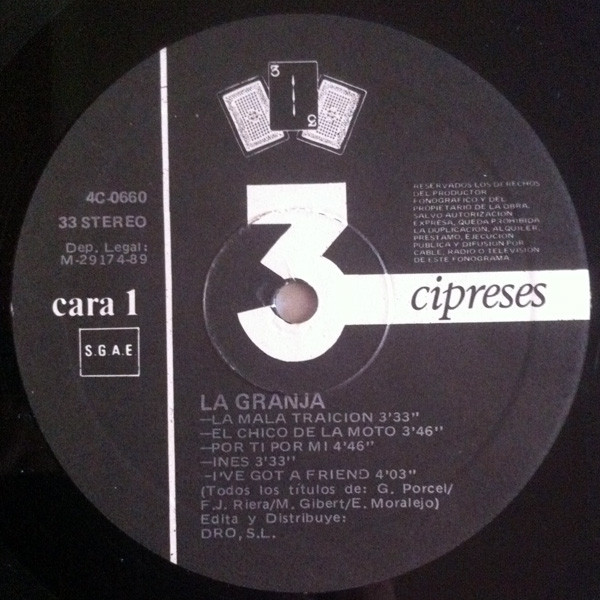 3
3
4C-0660
33 STEREO
Dep. Legal:
M-29174-89
cara 1
S.G.A.E
RESERVADOS LOS DERECHOS
DEL PRODUCTOR
FONOGRAFICO Y DEL
PROPIETARIO DE LA OBRA.
SALVO AUTORIZACION
EXPRESA, QUEDA PROHIBIDA
LA DUPLICACION, ALQUILER,
PRESTAMO, EJECUCION
PUBLICA Y DIFUSION POR
CABLE, RADIO O TELEVISION
DE ESTE FONOGRAMA
3 cipreses
LA GRANJA
—LA MALA TRAICION 3'33"
—EL CHICO DE LA MOTO 3'46"
—POR TI POR MI 4'46"
—INES 3'33"
—I'VE GOT A FRIEND 4'03"
(Todos los títulos de: G. Porcel/
F.J. Riera/M. Gibert/E. Moralejo)
Edita y Distribuye:
DRO, S.L.